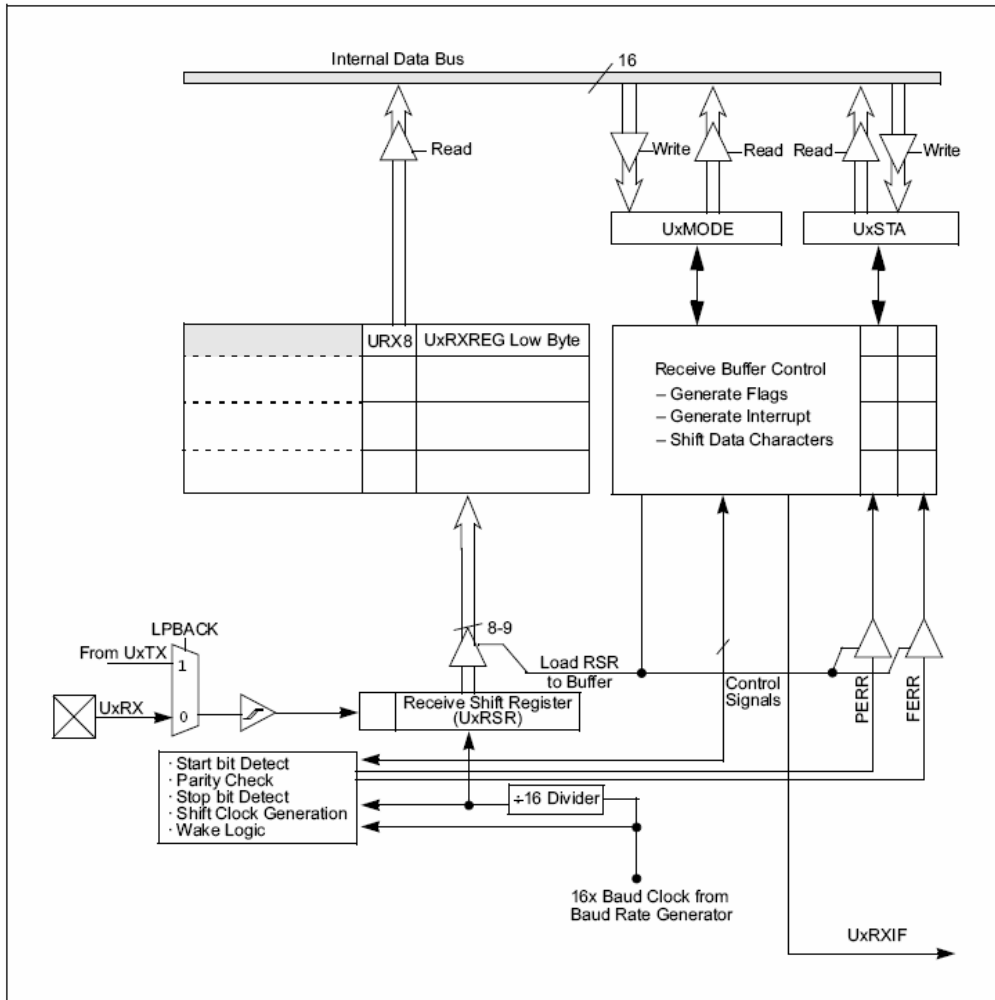 Internal Data Bus
16
Read
Write
Read
Read
Write
UxMODE
UxSTA
URX8
UxRXREG Low Byte
Receive Buffer Control
– Generate Flags
– Generate Interrupt
– Shift Data Characters
LPBACK
From UxTX
1
UxRX
0
8-9
Load RSR
to Buffer
Control
Signals
PERR
FERR
Receive Shift Register
(UxRSR)
· Start bit Detect
· Parity Check
· Stop bit Detect
· Shift Clock Generation
· Wake Logic
÷16 Divider
16x Baud Clock from
Baud Rate Generator
UxRXIF